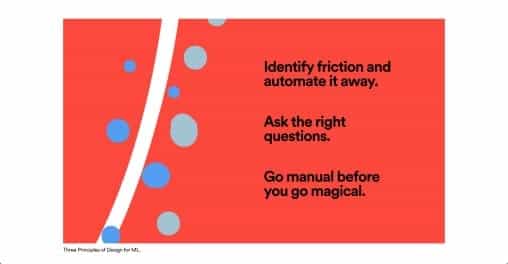 Identify friction and
automate it away.
Ask the right
questions.
Go manual before
you go magical.
Three Principles of Design for ML.